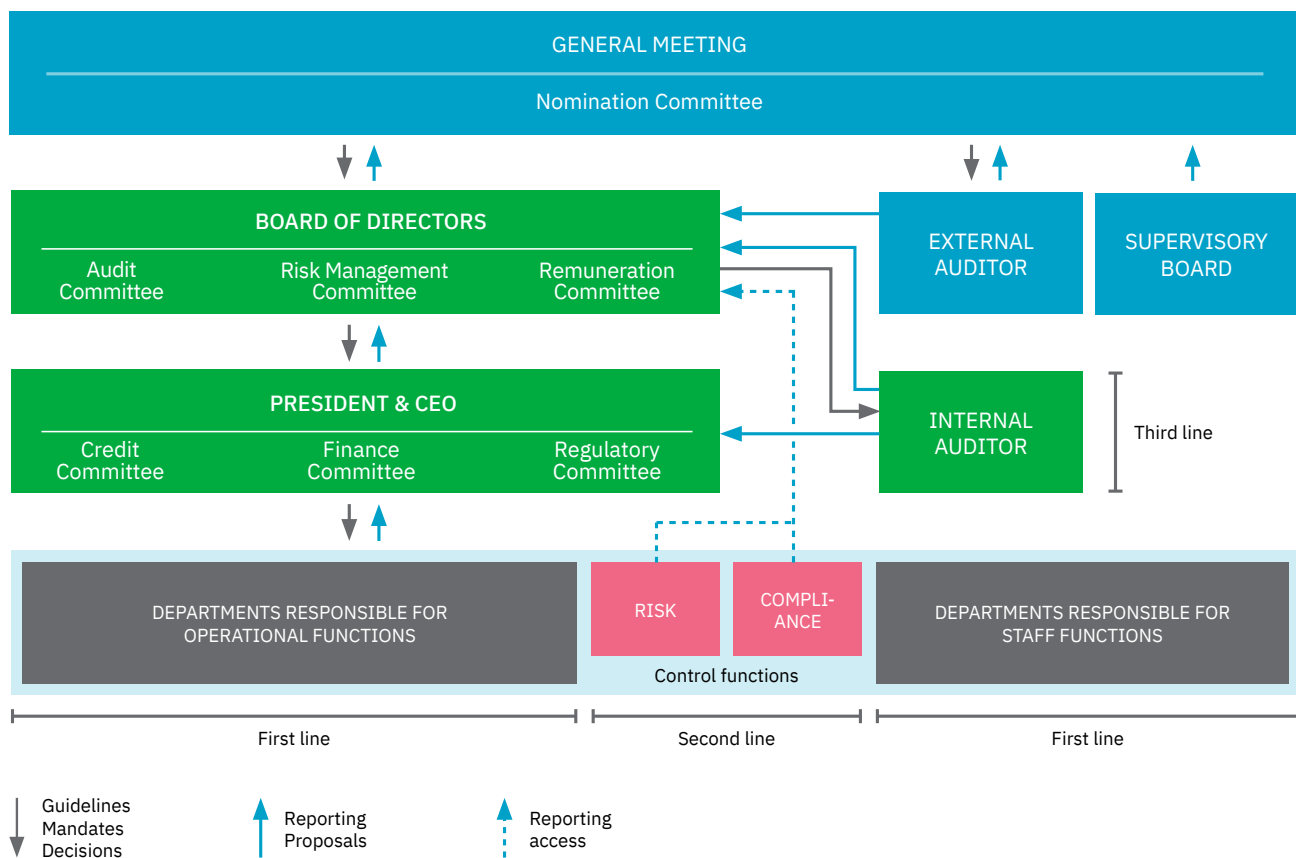 GENERAL MEETING
Nomination Committee
BOARD OF DIRECTORS
Audit
Committee
Risk Management
Committee
Remuneration
Committee
EXTERNAL
AUDITOR
SUPERVISORY
BOARD
PRESIDENT & CEO
Credit
Committee
Finance
Committee
Regulatory
Committee
INTERNAL
AUDITOR
Third line
DEPARTMENTS RESPONSIBLE FOR
OPERATIONAL FUNCTIONS
RISK
COMPLI-
ANCE
Control functions
DEPARTMENTS RESPONSIBLE FOR
STAFF FUNCTIONS
First line
Second line
First line
Guidelines
Mandates
Decisions
Reporting
Proposals
Reporting
access